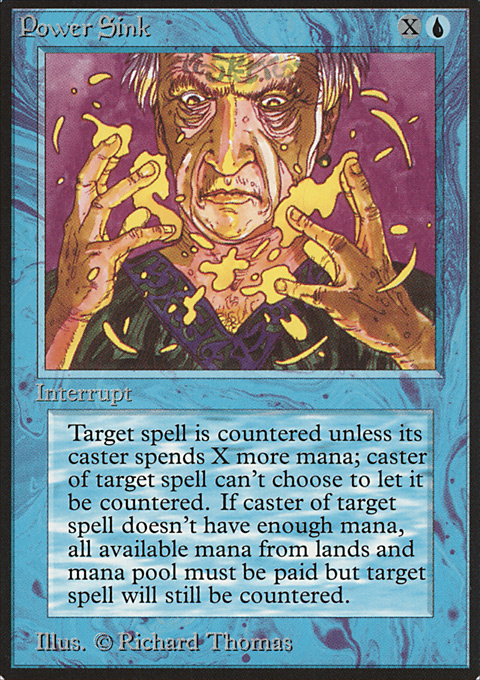 Power Sink
X
Interrupt
Target spell is countered unless its
caster spends X more mana; caster
of target spell can't choose to let it
be countered. If caster of target
spell doesn't have enough mana,
all available mana from lands and
mana pool must be paid but target
spell will still be countered.
Illus. © Richard Thomas